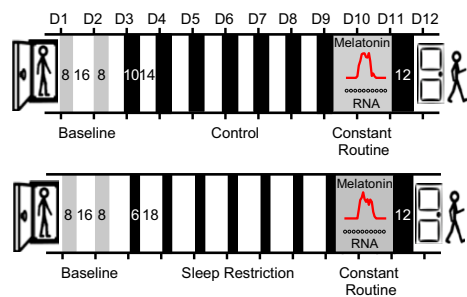 D1 D2 D3 D4 D5 D6 D7 D8 D9 D10 D11 D12
Melatonin
8 16 8 10 14 12
RNA
Baseline Control Constant
Routine
Melatonin
8 16 8 6 18 12
RNA
Baseline Sleep Restriction Constant
Routine